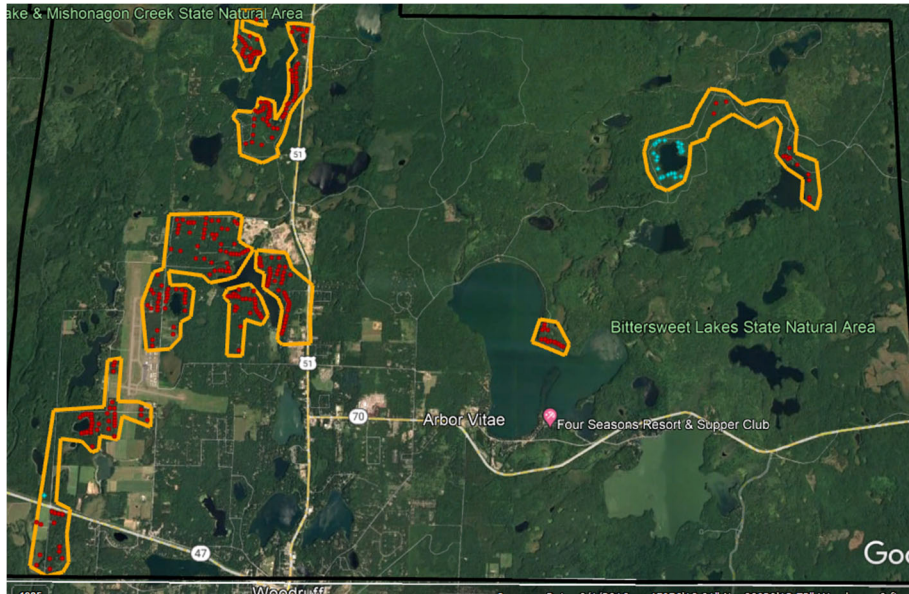 ake & Mishonagon Creek State Natural Area
51
Bittersweet Lakes State Natural Area
51
70
Arbor Vitae
Four Seasons Resort & Supper Club
47
Goo
Woodruff